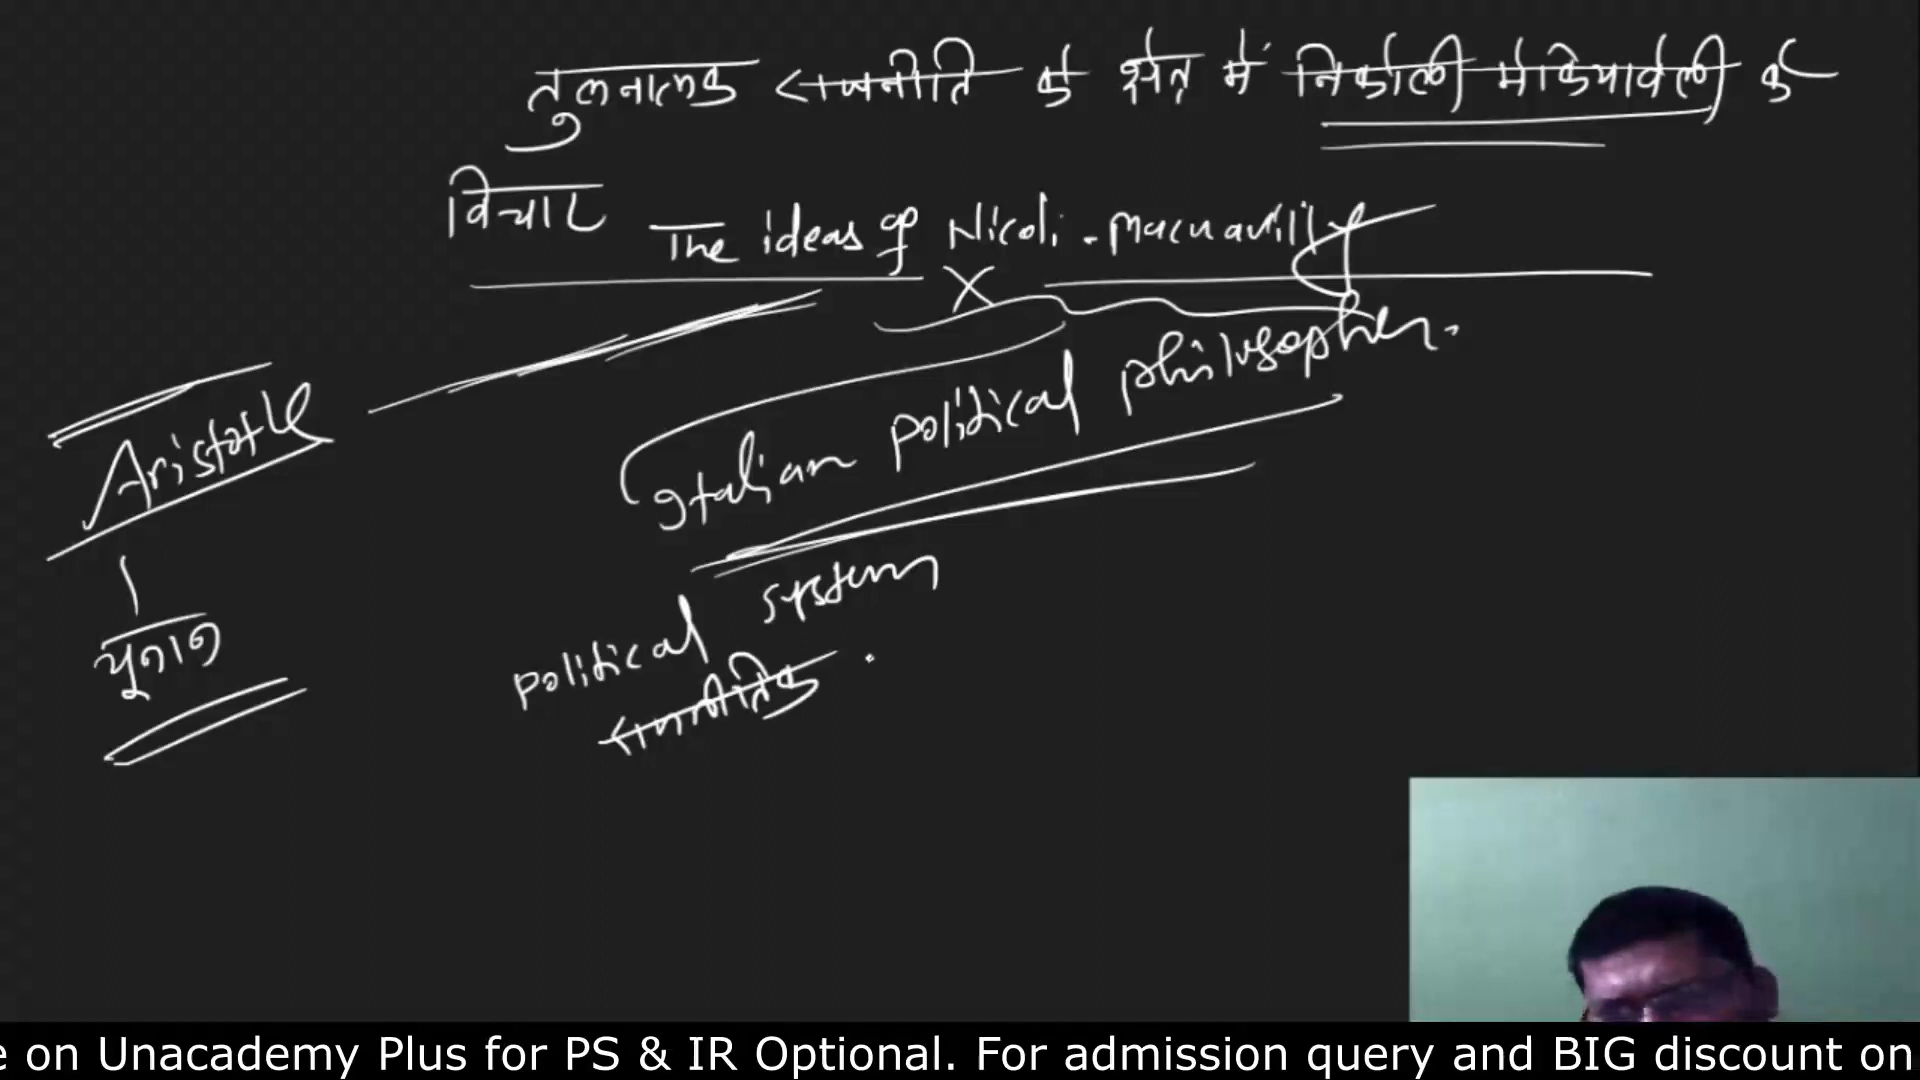 तुलनात्मक राजनीति के क्षेत्र में निकोली मेकियावेली के
विचार The ideas of Nicoli - Macuavilly
X
Aristotle
Italian political philosopher.
यूनान
political system
राजनीतिक
e on Unacademy Plus for PS & IR Optional. For admission query and BIG discount on